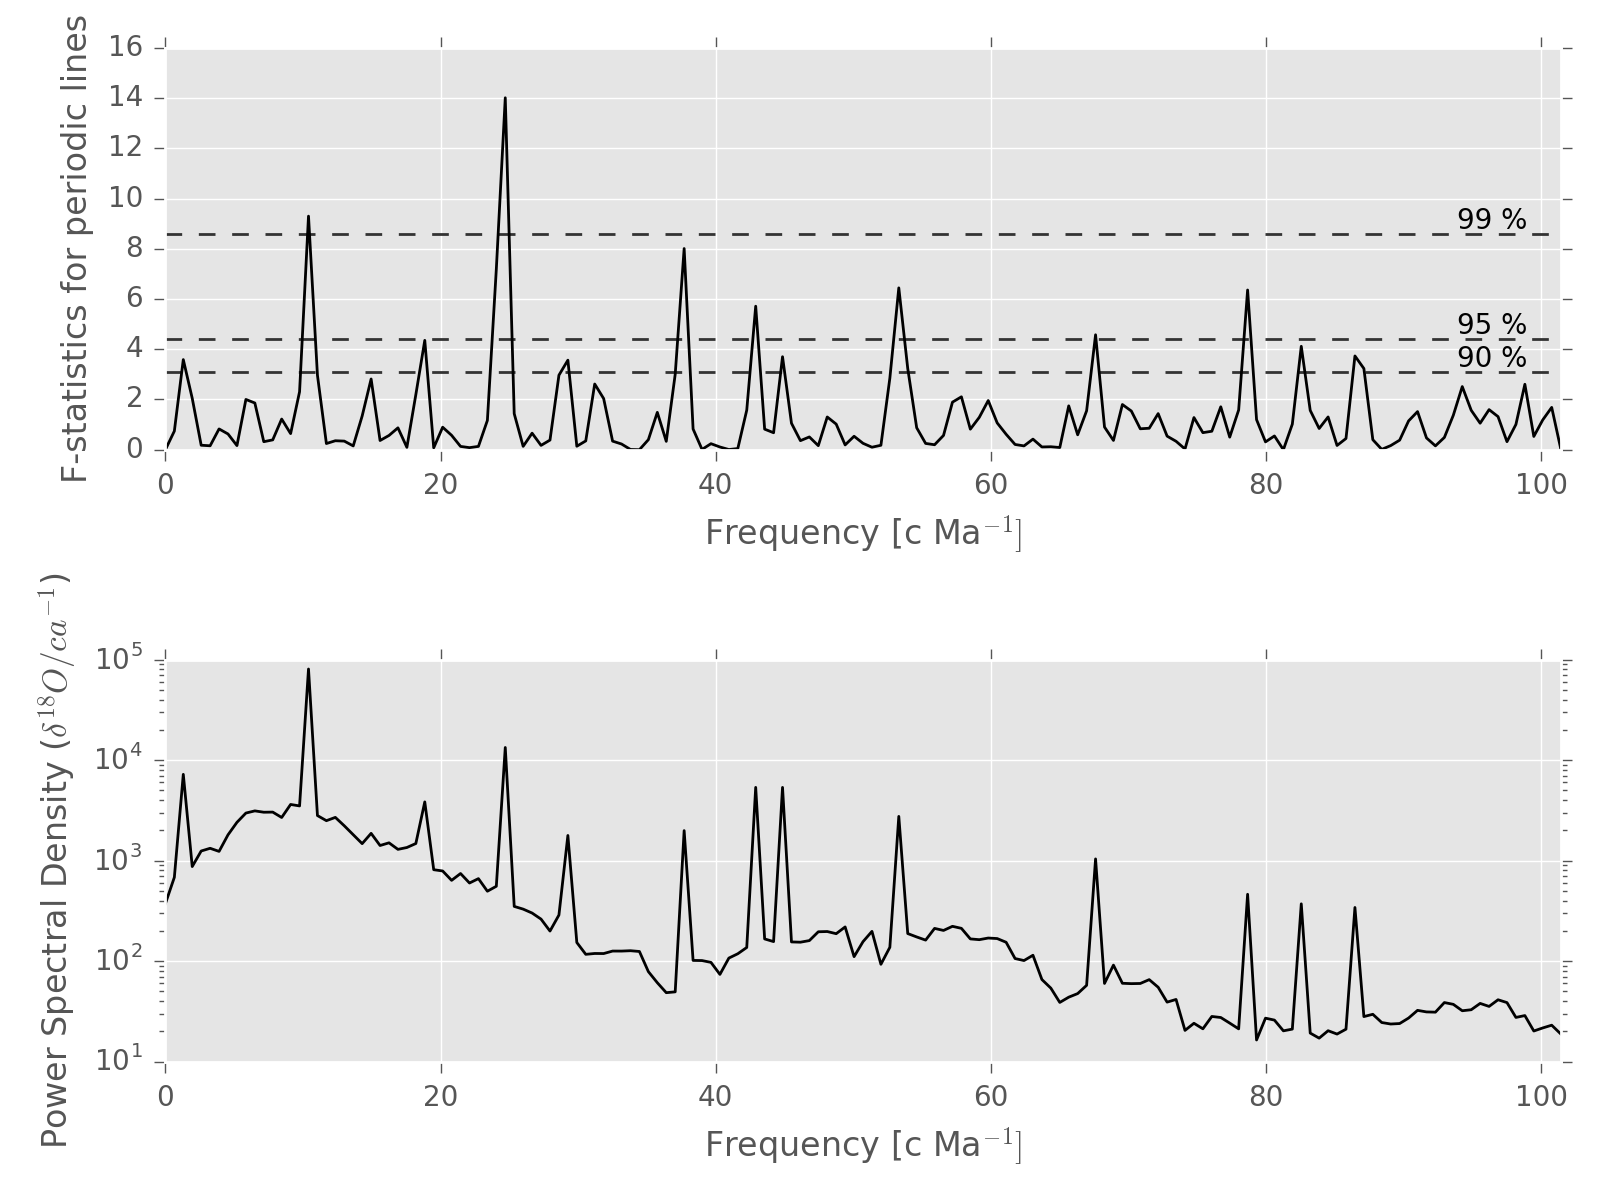 F-statistics for periodic lines
16
14
12
10
8
6
4
2
0
99 %
95 %
90 %
0 20 40 60 80 100
Frequency [c Ma⁻¹]
Power Spectral Density (δ¹⁸O/ca⁻¹)
10⁵
10⁴
10³
10²
10¹
0 20 40 60 80 100
Frequency [c Ma⁻¹]